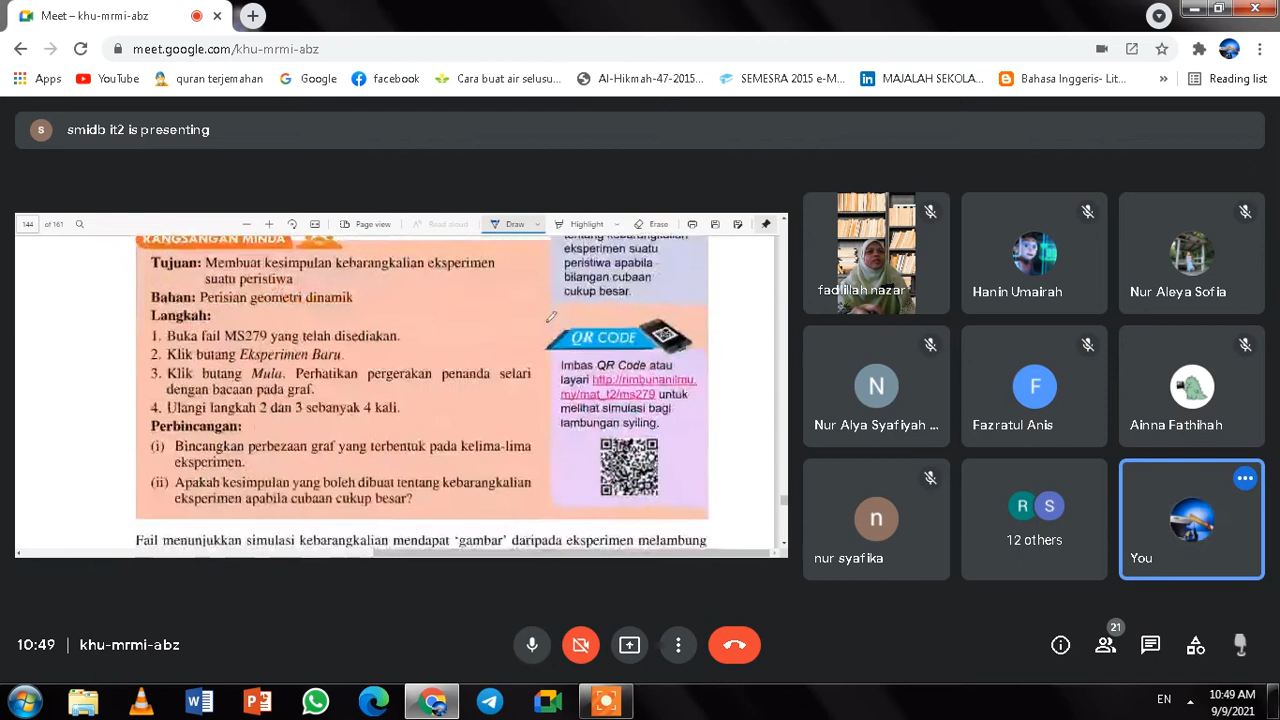 Meet – khu-mrmi-abz
meet.google.com/khu-mrmi-abz
Apps YouTube quran terjemahan Google facebook Cara buat air selusu... Al-Hikmah-47-2015... SEMESRA 2015 e-M... MAJALAH SEKOLA... Bahasa Inggeris- Lit... » Reading list
s smidb it2 is presenting
144 of 161 Page view Read aloud Draw Highlight Erase
RANGSANGAN MINDA
Tujuan: Membuat kesimpulan kebarangkalian eksperimen
suatu peristiwa
Bahan: Perisian geometri dinamik
Langkah:
1. Buka fail MS279 yang telah disediakan.
2. Klik butang Eksperimen Baru.
3. Klik butang Mula. Perhatikan pergerakan penanda selari
dengan bacaan pada graf.
4. Ulangi langkah 2 dan 3 sebanyak 4 kali.
Perbincangan:
(i) Bincangkan perbezaan graf yang terbentuk pada kelima-lima
eksperimen.
(ii) Apakah kesimpulan yang boleh dibuat tentang kebarangkalian
eksperimen apabila cubaan cukup besar?
Fail menunjukkan simulasi kebarangkalian mendapat ‘gambar’ daripada eksperimen melambung
tentang kebarangkalian
eksperimen suatu
peristiwa apabila
bilangan cubaan
cukup besar.
QR CODE
Imbas QR Code atau
layari http://rimbunanilmu.
my/mat_t2/ms279 untuk
melihat simulasi bagi
lambungan syiling.
fadlillah nazar
Hanin Umairah
Nur Aleya Sofia
N
Nur Alya Syafiyah ...
F
Fazratul Anis
Ainna Fathihah
n
nur syafika
R S
12 others
You
10:49 | khu-mrmi-abz
21
EN
10:49 AM
9/9/2021